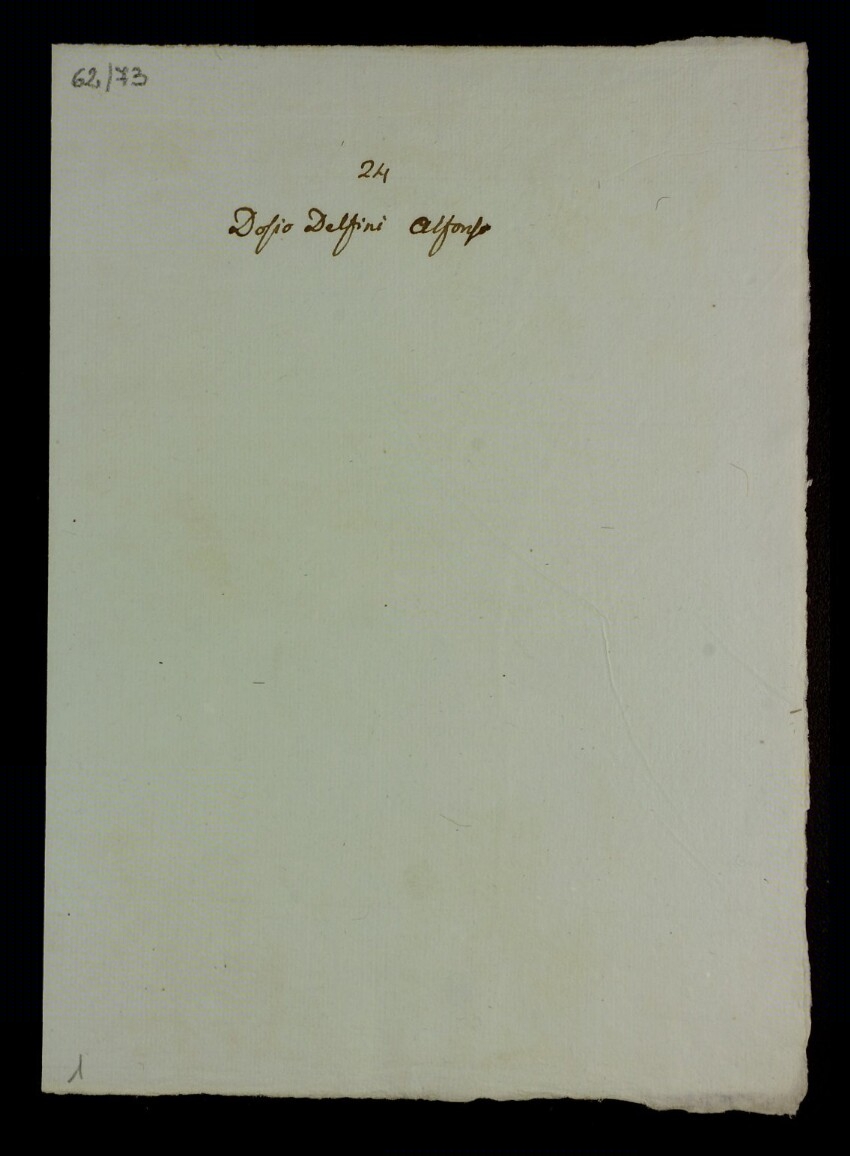 62/73
24
Dosio Delfini Alfonso
1